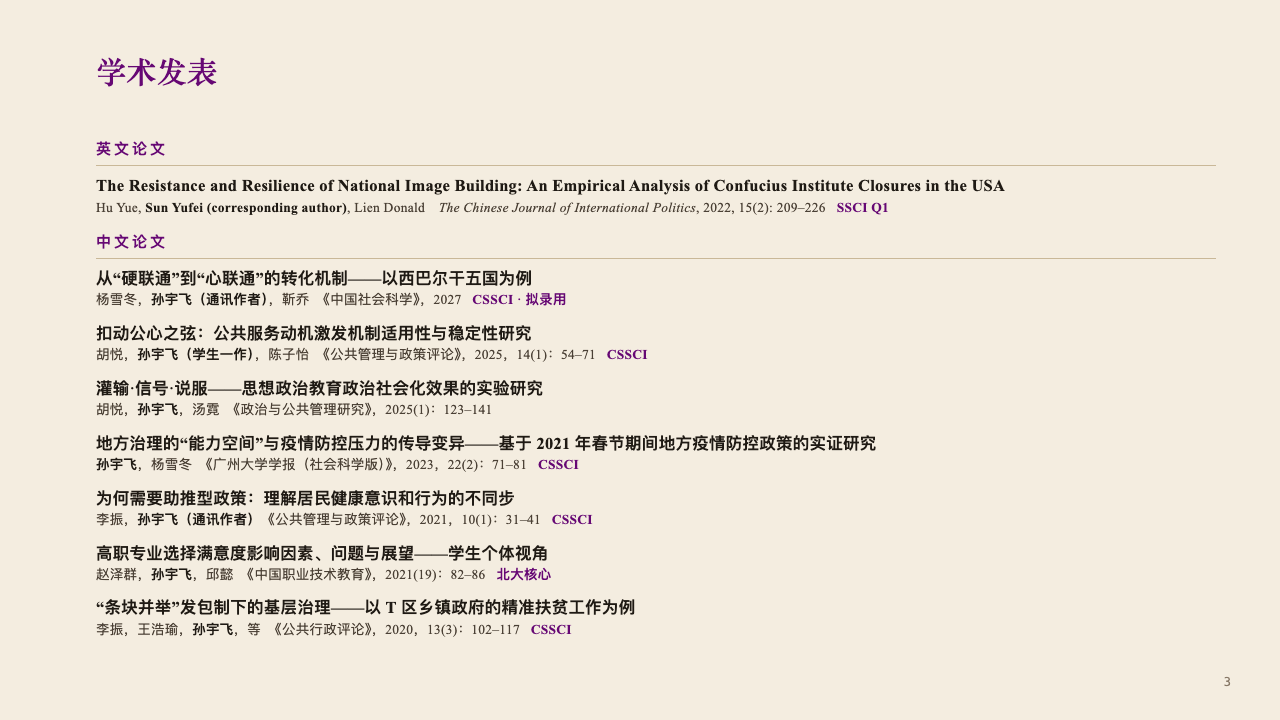 学术发表
英文论文
The Resistance and Resilience of National Image Building: An Empirical Analysis of Confucius Institute Closures in the USA
Hu Yue, Sun Yufei (corresponding author), Lien Donald The Chinese Journal of International Politics, 2022, 15(2): 209–226 SSCI Q1
中文论文
从“硬联通”到“心联通”的转化机制——以西巴尔干五国为例
杨雪冬，孙宇飞（通讯作者），靳乔 《中国社会科学》，2027 CSSCI · 拟录用
扣动公心之弦：公共服务动机激发机制适用性与稳定性研究
胡悦，孙宇飞（学生一作），陈子怡 《公共管理与政策评论》，2025，14(1)：54–71 CSSCI
灌输·信号·说服——思想政治教育政治社会化效果的实验研究
胡悦，孙宇飞，汤霓 《政治与公共管理研究》，2025(1)：123–141
地方治理的“能力空间”与疫情防控压力的传导变异——基于 2021 年春节期间地方疫情防控政策的实证研究
孙宇飞，杨雪冬 《广州大学学报（社会科学版）》，2023，22(2)：71–81 CSSCI
为何需要助推型政策：理解居民健康意识和行为的不同步
李振，孙宇飞（通讯作者） 《公共管理与政策评论》，2021，10(1)：31–41 CSSCI
高职专业选择满意度影响因素、问题与展望——学生个体视角
赵泽群，孙宇飞，邱懿 《中国职业技术教育》，2021(19)：82–86 北大核心
“条块并举”发包制下的基层治理——以 T 区乡镇政府的精准扶贫工作为例
李振，王浩瑜，孙宇飞，等 《公共行政评论》，2020，13(3)：102–117 CSSCI
3